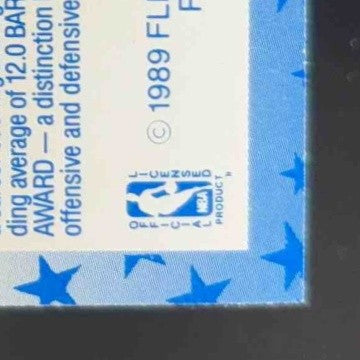 ding average of 12.0
AWARD — a distinction
offensive and defensive
© 1989
OFFICIAL
LICENSED
NBA
PRODUCT